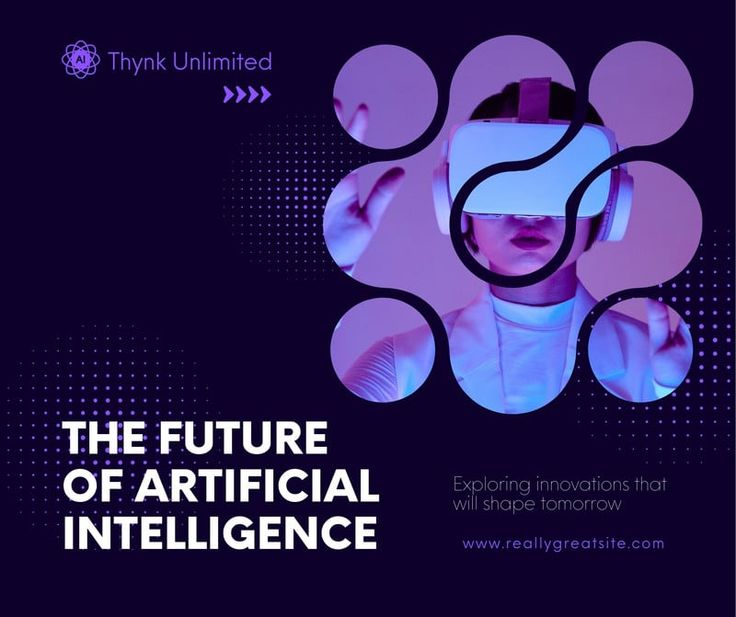 AI
Thynk Unlimited
THE FUTURE
OF ARTIFICIAL
INTELLIGENCE
Exploring innovations that
will shape tomorrow
www.reallygreatsite.com